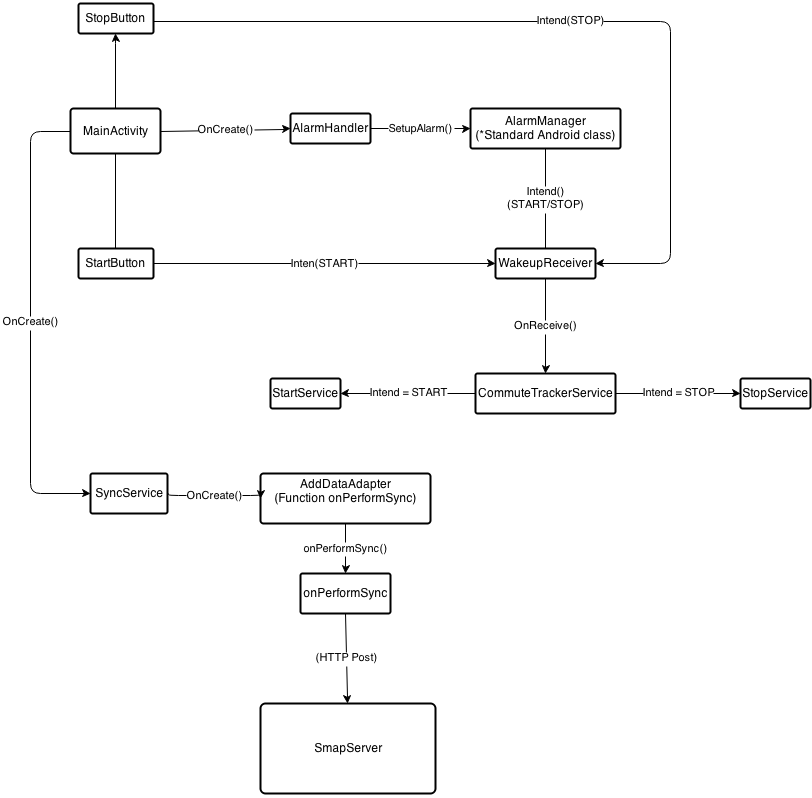 StopButton
Intend(STOP)
MainActivity
OnCreate()
AlarmHandler
SetupAlarm()
AlarmManager
(*Standard Android class)
Intend()
(START/STOP)
StartButton
Inten(START)
WakeupReceiver
OnCreate()
OnReceive()
StartService
Intend = START
CommuteTrackerService
Intend = STOP
StopService
SyncService
OnCreate()
AddDataAdapter
(Function onPerformSync)
onPerformSync()
onPerformSync
(HTTP Post)
SmapServer